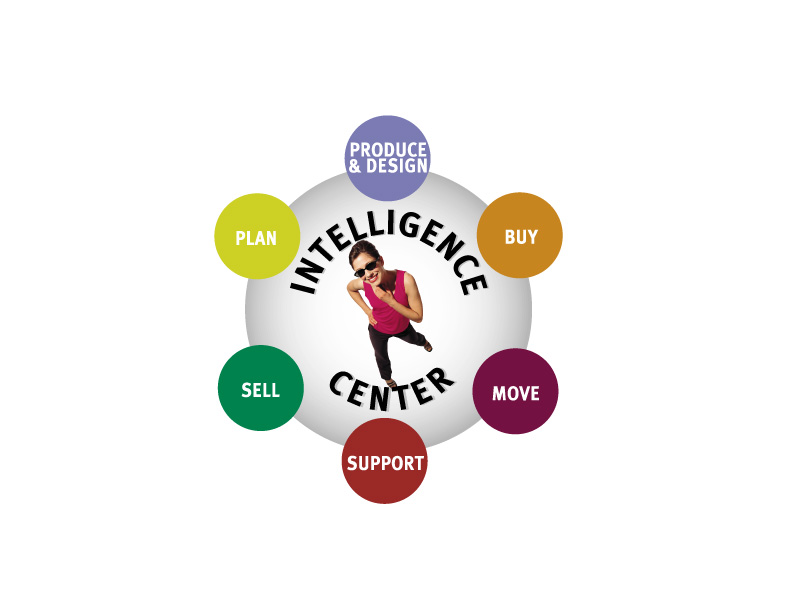 PRODUCE
& DESIGN
PLAN
BUY
INTELLIGENCE
CENTER
SELL
MOVE
SUPPORT